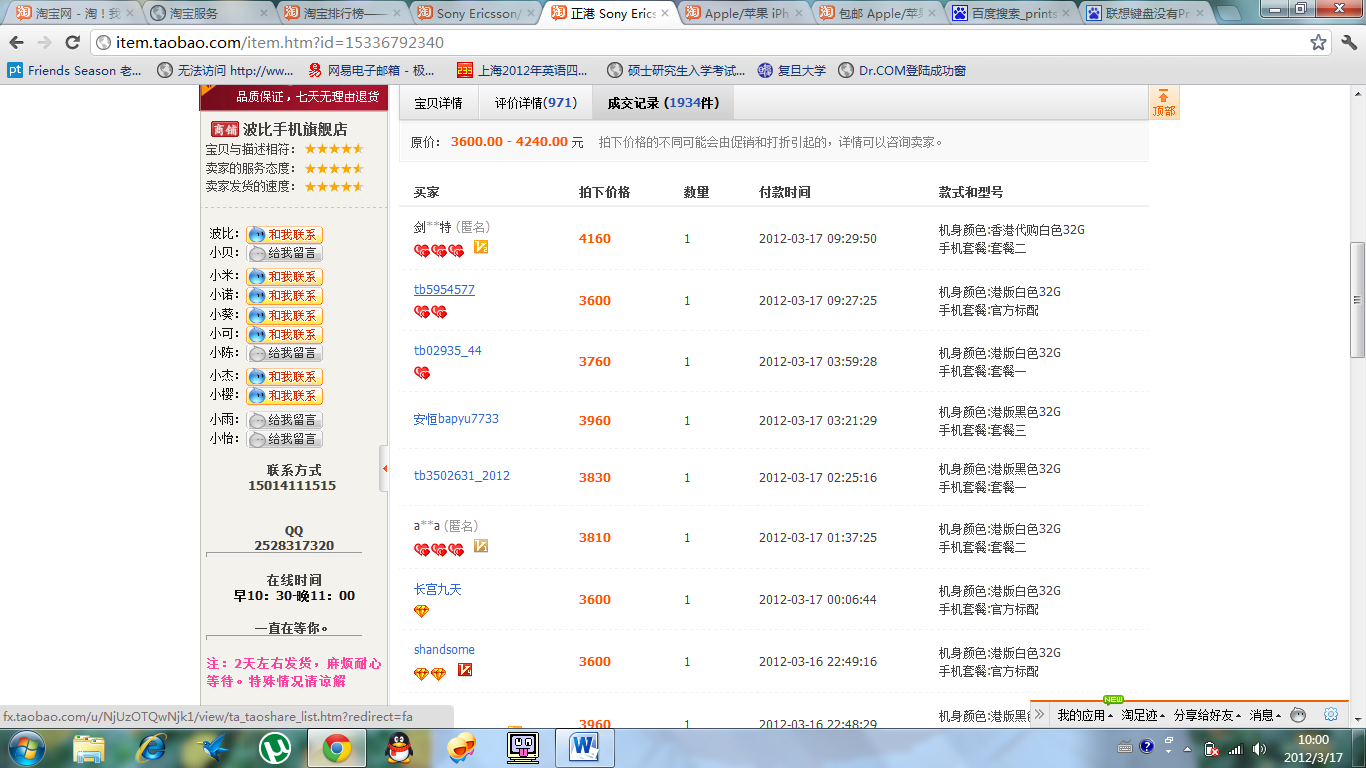 淘宝网 - 淘！我
淘宝服务
淘宝排行榜——
Sony Ericsson/
正港 Sony Erics
Apple/苹果 iPh
包邮 Apple/苹
百度搜索_prints
联想键盘没有Pr
item.taobao.com/item.htm?id=15336792340
Friends Season 老...
无法访问 http://ww...
网易电子邮箱 - 极...
上海2012年英语四...
硕士研究生入学考试...
复旦大学
Dr.COM登陆成功窗
品质保证，七天无理由退货
商铺 波比手机旗舰店
宝贝与描述相符：
卖家的服务态度：
卖家发货的速度：
波比： 和我联系
小贝： 给我留言
小米： 和我联系
小诺： 和我联系
小葵： 和我联系
小可： 和我联系
小陈： 给我留言
小杰： 和我联系
小樱： 和我联系
小雨： 给我留言
小怡： 给我留言
联系方式
15014111515
QQ
2528317320
在线时间
早10：30-晚11：00
一直在等你。
注：2天左右发货，麻烦耐心
等待。特殊情况请谅解
宝贝详情 评价详情(971) 成交记录 (1934件)
顶部
原价： 3600.00 - 4240.00 元 拍下价格的不同可能会由促销和打折引起的，详情可以咨询卖家。
买家 拍下价格 数量 付款时间 款式和型号
剑**特 (匿名) 4160 1 2012-03-17 09:29:50 机身颜色:香港代购白色32G
手机套餐:套餐二
tb5954577 3600 1 2012-03-17 09:27:25 机身颜色:港版白色32G
手机套餐:官方标配
tb02935_44 3760 1 2012-03-17 03:59:28 机身颜色:港版白色32G
手机套餐:套餐一
安恒bapyu7733 3960 1 2012-03-17 03:21:29 机身颜色:港版黑色32G
手机套餐:套餐三
tb3502631_2012 3830 1 2012-03-17 02:25:16 机身颜色:港版黑色32G
手机套餐:套餐一
a**a (匿名) 3810 1 2012-03-17 01:37:25 机身颜色:港版白色32G
手机套餐:套餐二
长宫九天 3600 1 2012-03-17 00:06:44 机身颜色:港版白色32G
手机套餐:官方标配
shandsome 3600 1 2012-03-16 22:49:16 机身颜色:港版白色32G
手机套餐:官方标配
3960 1 2012-03-16 22:48:29 机身颜色:港版黑
fx.taobao.com/u/NjUzOTQwNjk1/view/ta_taoshare_list.htm?redirect=fa
NEW
我的应用 淘足迹 分享给好友 消息
10:00
2012/3/17